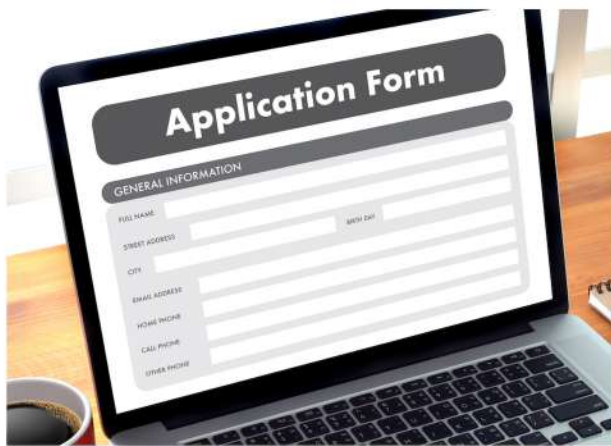 Application Form
GENERAL INFORMATION
FULL NAME
STREET ADDRESS BIRTH DAY
CITY
EMAIL ADDRESS
HOME PHONE
CALL PHONE
OTHER PHONE